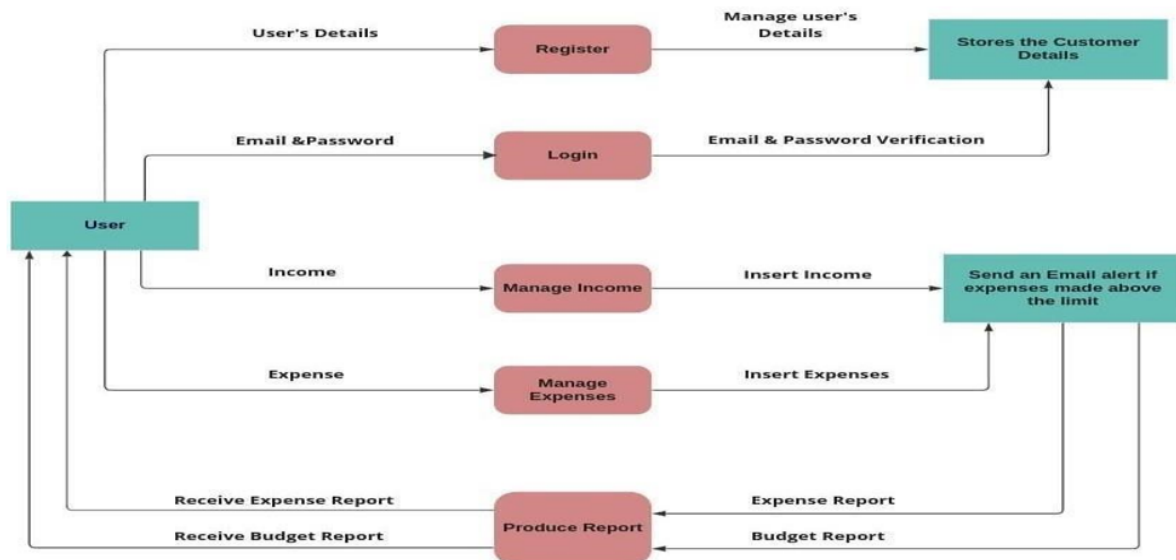 User's Details
Register
Manage user's
Details
Stores the Customer
Details
Email &Password
Login
Email & Password Verification
User
Income
Manage Income
Insert Income
Send an Email alert if
expenses made above
the limit
Expense
Manage
Expenses
Insert Expenses
Receive Expense Report
Produce Report
Expense Report
Receive Budget Report
Budget Report